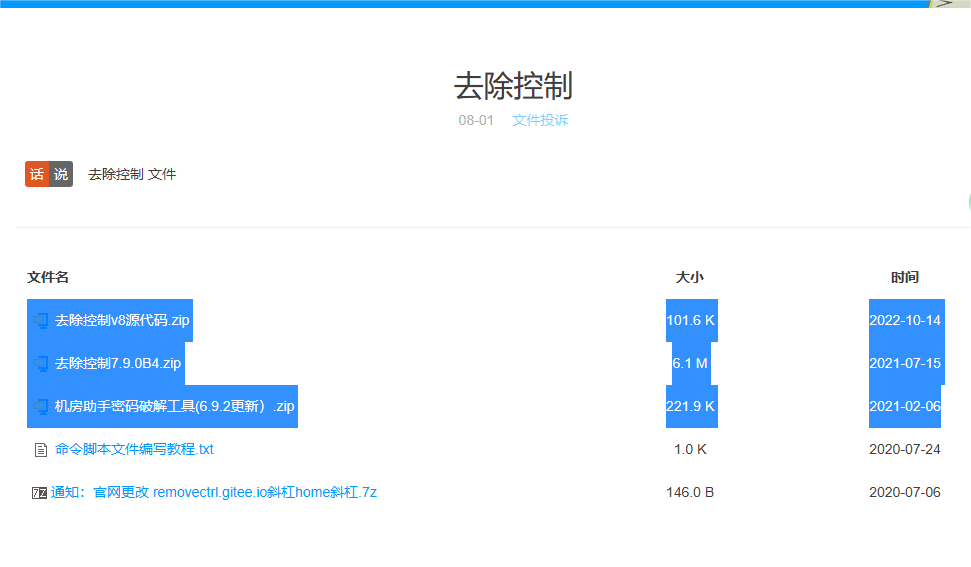 去除控制
08-01 文件投诉
话说 去除控制 文件
文件名 大小 时间
去除控制v8源代码.zip 101.6 K 2022-10-14
去除控制7.9.0B4.zip 6.1 M 2021-07-15
机房助手密码破解工具(6.9.2更新）.zip 221.9 K 2021-02-06
命令脚本文件编写教程.txt 1.0 K 2020-07-24
7Z 通知：官网更改 removectrl.gitee.io斜杠home斜杠.7z 146.0 B 2020-07-06